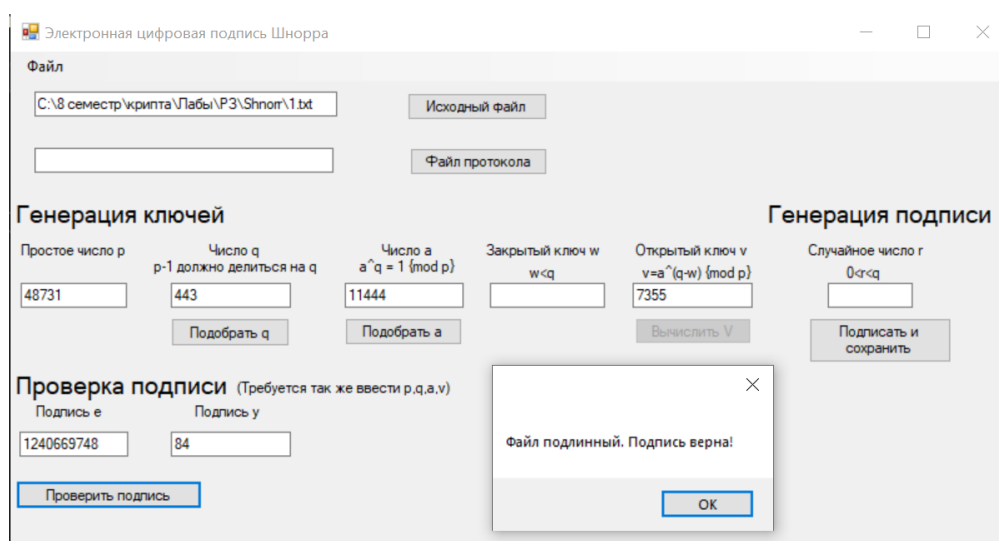 Электронная цифровая подпись Шнорра
Файл
C:\8 семестр\крипта\Лабы\РЗ\Shnorr\1.txt
Исходный файл
Файл протокола
Генерация ключей
Генерация подписи
Простое число p
Число q
p-1 должно делиться на q
Число a
a^q = 1 {mod p}
Закрытый ключ w
w<q
Открытый ключ v
v=a^(q-w) {mod p}
Случайное число r
0<r<q
48731
443
11444
7355
Подобрать q
Подобрать a
Вычислить V
Подписать и
сохранить
Проверка подписи (Требуется так же ввести p,q,a,v)
Подпись e
Подпись y
1240669748
84
Проверить подпись
Файл подлинный. Подпись верна!
OK